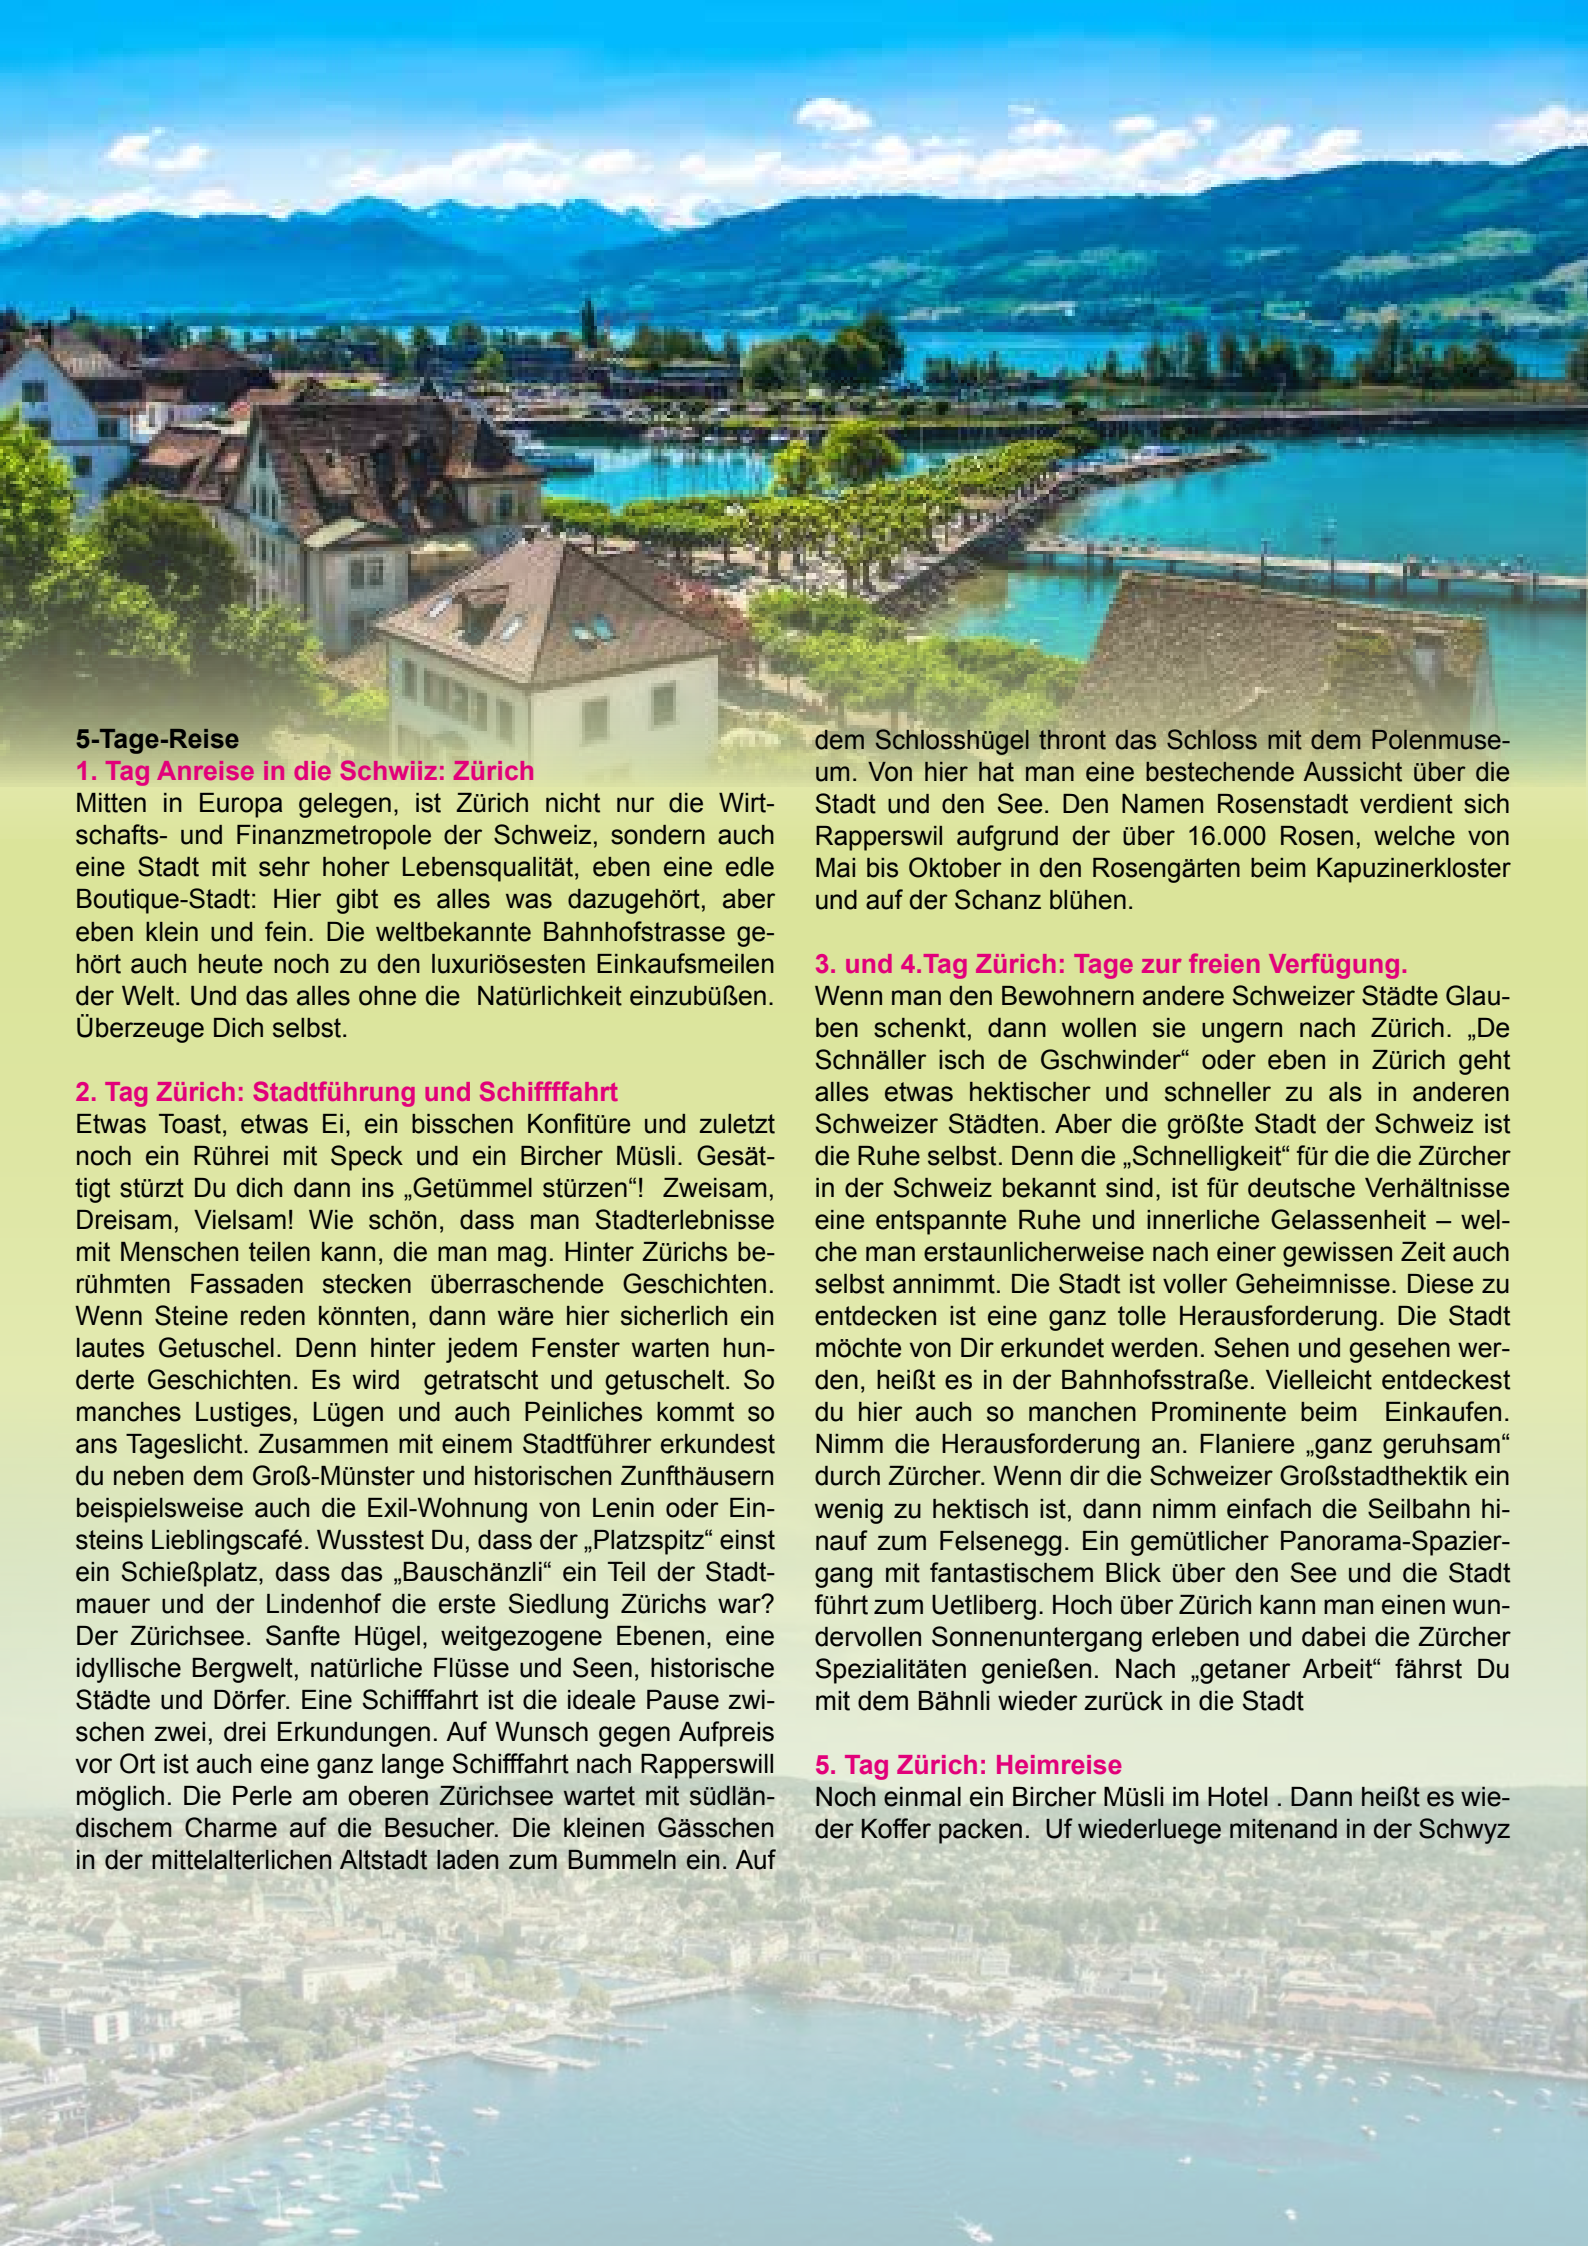 5-Tage-Reise
1. Tag Anreise in die Schwiiz: Zürich
Mitten in Europa gelegen, ist Zürich nicht nur die Wirt-
schafts- und Finanzmetropole der Schweiz, sondern auch
eine Stadt mit sehr hoher Lebensqualität, eben eine edle
Boutique-Stadt: Hier gibt es alles was dazugehört, aber
eben klein und fein. Die weltbekannte Bahnhofstrasse ge-
hört auch heute noch zu den luxuriösesten Einkaufsmeilen
der Welt. Und das alles ohne die  Natürlichkeit einzubüßen.
Überzeuge Dich selbst.
2. Tag Zürich: Stadtführung und Schiffffahrt
Etwas Toast, etwas Ei, ein bisschen Konfitüre und zuletzt
noch ein Rührei mit Speck und ein Bircher Müsli. Gesät-
tigt stürzt Du dich dann ins „Getümmel stürzen“!  Zweisam,
Dreisam, Vielsam! Wie schön, dass man Stadterlebnisse
mit Menschen teilen kann, die man mag. Hinter Zürichs be-
rühmten Fassaden stecken überraschende Geschichten.
Wenn Steine reden könnten, dann wäre hier sicherlich ein
lautes Getuschel. Denn hinter jedem Fenster warten hun-
derte Geschichten. Es wird  getratscht und getuschelt. So
manches Lustiges, Lügen und auch Peinliches kommt so
ans Tageslicht. Zusammen mit einem Stadtführer erkundest
du neben dem Groß-Münster und historischen Zunfthäusern
beispielsweise auch die Exil-Wohnung von Lenin oder Ein-
steins Lieblingscafé. Wusstest Du, dass der „Platzspitz“ einst
ein Schießplatz, dass das „Bauschänzli“ ein Teil der Stadt-
mauer und der Lindenhof die erste Siedlung Zürichs war?
Der Zürichsee. Sanfte Hügel, weitgezogene Ebenen, eine
idyllische Bergwelt, natürliche Flüsse und Seen, historische
Städte und Dörfer. Eine Schifffahrt ist die ideale Pause zwi-
schen zwei, drei Erkundungen. Auf Wunsch gegen Aufpreis
vor Ort ist auch eine ganz lange Schifffahrt nach Rapperswill
möglich. Die Perle am oberen Zürichsee wartet mit südlän-
dischem Charme auf die Besucher. Die kleinen Gässchen
in der mittelalterlichen Altstadt laden zum Bummeln ein. Auf
dem Schlosshügel thront das Schloss mit dem Polenmuse-
um. Von hier hat man eine bestechende Aussicht über die
Stadt und den See. Den Namen Rosenstadt verdient sich
Rapperswil aufgrund der über 16.000 Rosen, welche von
Mai bis Oktober in den Rosengärten beim Kapuzinerkloster
und auf der Schanz blühen.
3. und 4.Tag Zürich: Tage zur freien Verfügung.
Wenn man den Bewohnern andere Schweizer Städte Glau-
ben schenkt, dann wollen sie ungern nach Zürich. „De
Schnäller isch de Gschwinder“ oder eben in Zürich geht
alles etwas hektischer und schneller zu als in anderen
Schweizer Städten. Aber die größte Stadt der Schweiz ist
die Ruhe selbst. Denn die „Schnelligkeit“ für die die Zürcher
in der Schweiz bekannt sind, ist für deutsche Verhältnisse
eine entspannte Ruhe und innerliche Gelassenheit – wel-
che man erstaunlicherweise nach einer gewissen Zeit auch
selbst annimmt. Die Stadt ist voller Geheimnisse. Diese zu
entdecken ist eine ganz tolle Herausforderung. Die Stadt
möchte von Dir erkundet werden. Sehen und gesehen wer-
den, heißt es in der Bahnhofsstraße. Vielleicht entdeckest
du hier auch so manchen Prominente beim  Einkaufen.
Nimm die Herausforderung an. Flaniere „ganz geruhsam“
durch Zürcher. Wenn dir die Schweizer Großstadthektik ein
wenig zu hektisch ist, dann nimm einfach die Seilbahn hi-
nauf zum Felsenegg. Ein gemütlicher Panorama-Spazier-
gang mit fantastischem Blick über den See und die Stadt
führt zum Uetliberg. Hoch über Zürich kann man einen wun-
dervollen Sonnenuntergang erleben und dabei die Zürcher
Spezialitäten genießen. Nach „getaner Arbeit“ fährst Du
mit dem Bähnli wieder zurück in die Stadt
5. Tag Zürich: Heimreise
Noch einmal ein Bircher Müsli im Hotel . Dann heißt es wie-
der Koffer packen.  Uf wiederluege mitenand in der Schwyz